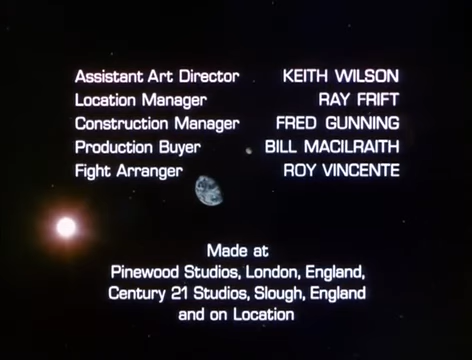 Assistant Art Director KEITH WILSON
Location Manager RAY FRIFT
Construction Manager FRED GUNNING
Production Buyer BILL MACILRAITH
Fight Arranger ROY VINCENTE
Made at
Pinewood Studios, London, England,
Century 21 Studios, Slough, England
and on Location